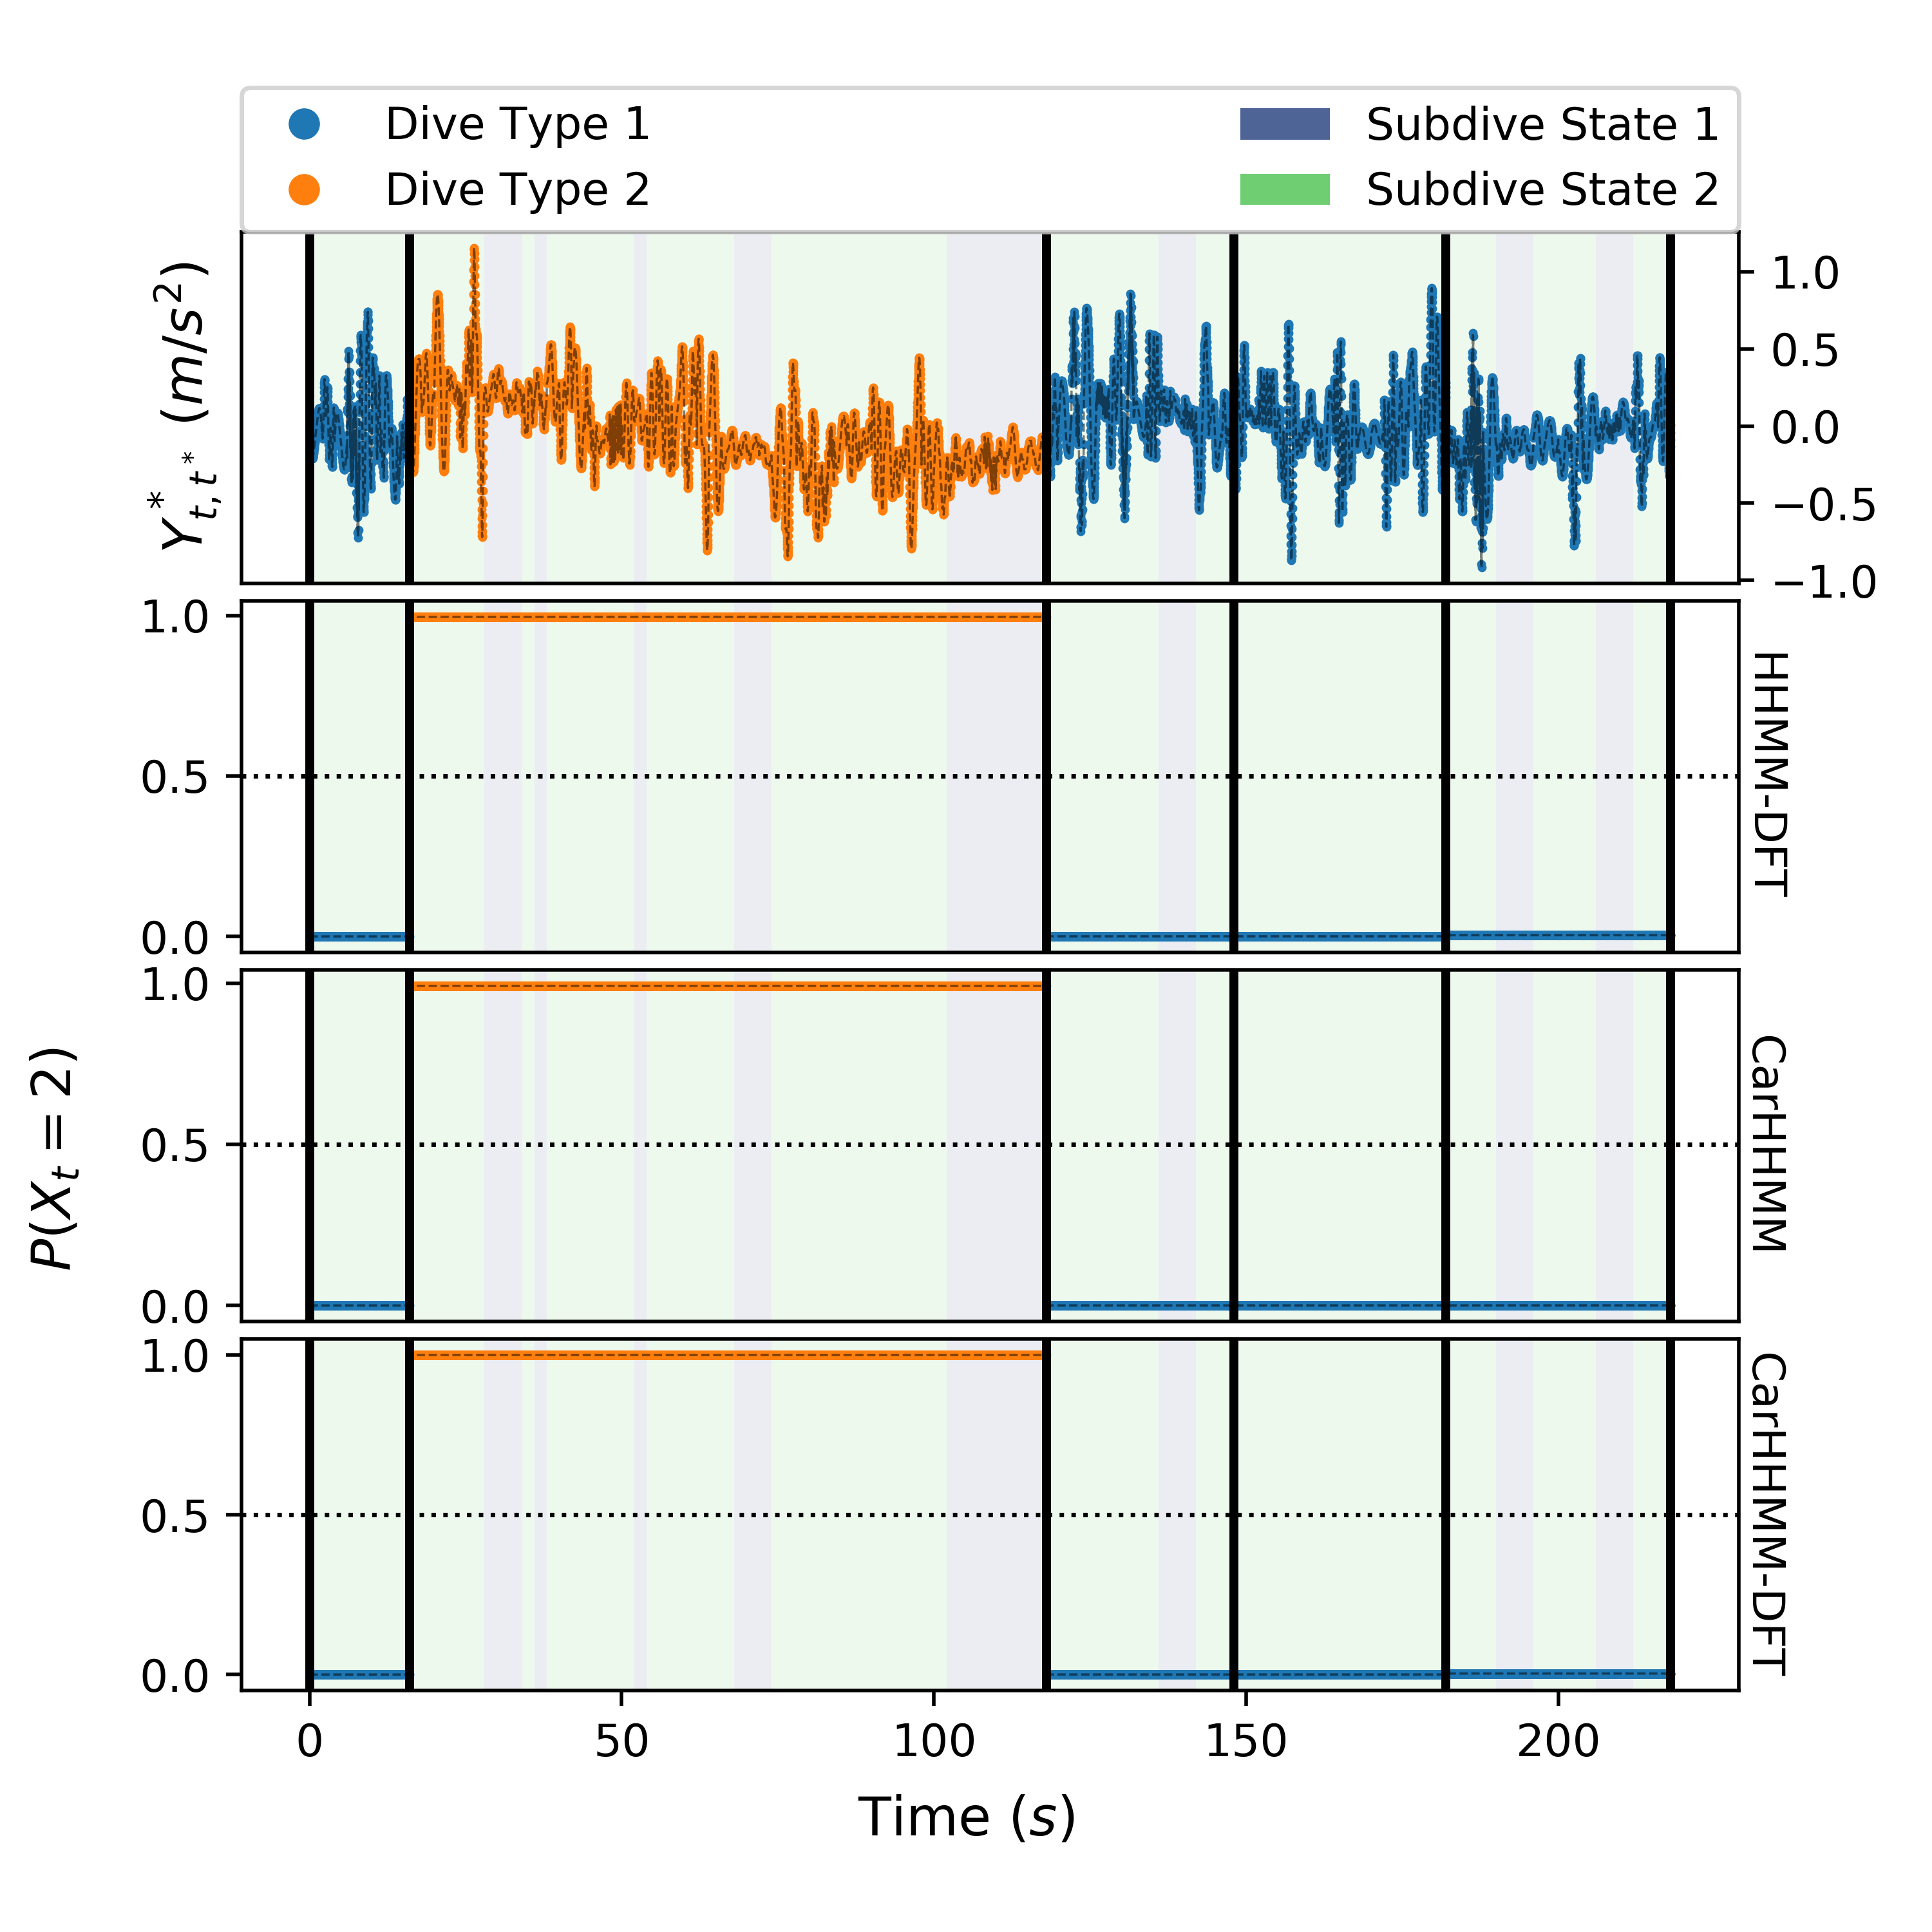 Dive Type 1
Dive Type 2
Subdive State 1
Subdive State 2
Y*t,t* (m/s²)
1.0
0.5
0.0
−0.5
−1.0
1.0
0.5
0.0
HHMM-DFT
P(Xt = 2)
1.0
0.5
0.0
CarHHMM
1.0
0.5
0.0
CarHHMM-DFT
0
50
100
150
200
Time (s)